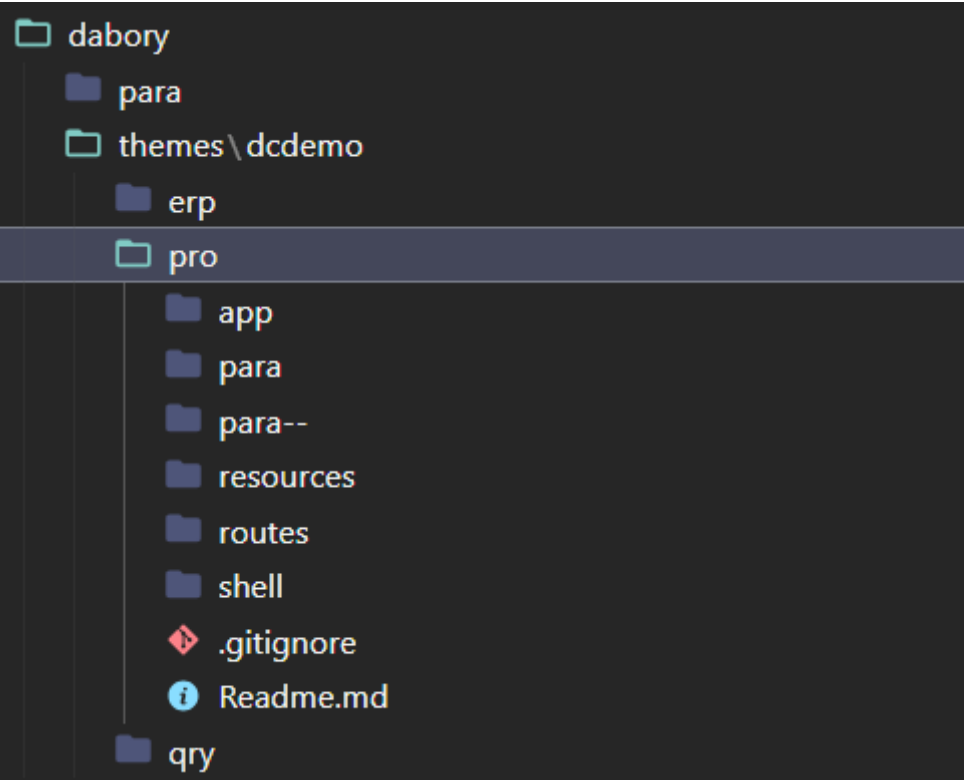 dabory
para
themes\dcdemo
erp
pro
app
para
para--
resources
routes
shell
.gitignore
Readme.md
qry